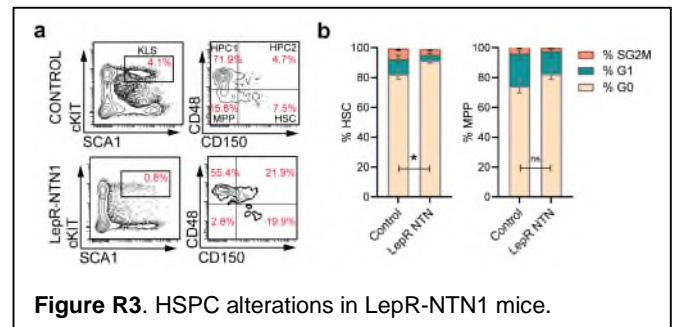 a
b
CONTROL
cKIT
KLS
4.1%
SCA1
CD48
HPC1
HPC2
71.9%
4.7%
15.8%
7.5%
MPP
HSC
CD150
LepR-NTN1
cKIT
0.8%
SCA1
CD48
55.4%
21.9%
2.8%
19.9%
CD150
% HSC
100
80
60
40
20
0
*
Control
LepR NTN
% MPP
100
80
60
40
20
0
ns
Control
LepR NTN
% SG2M
% G1
% G0
Figure R3. HSPC alterations in LepR-NTN1 mice.